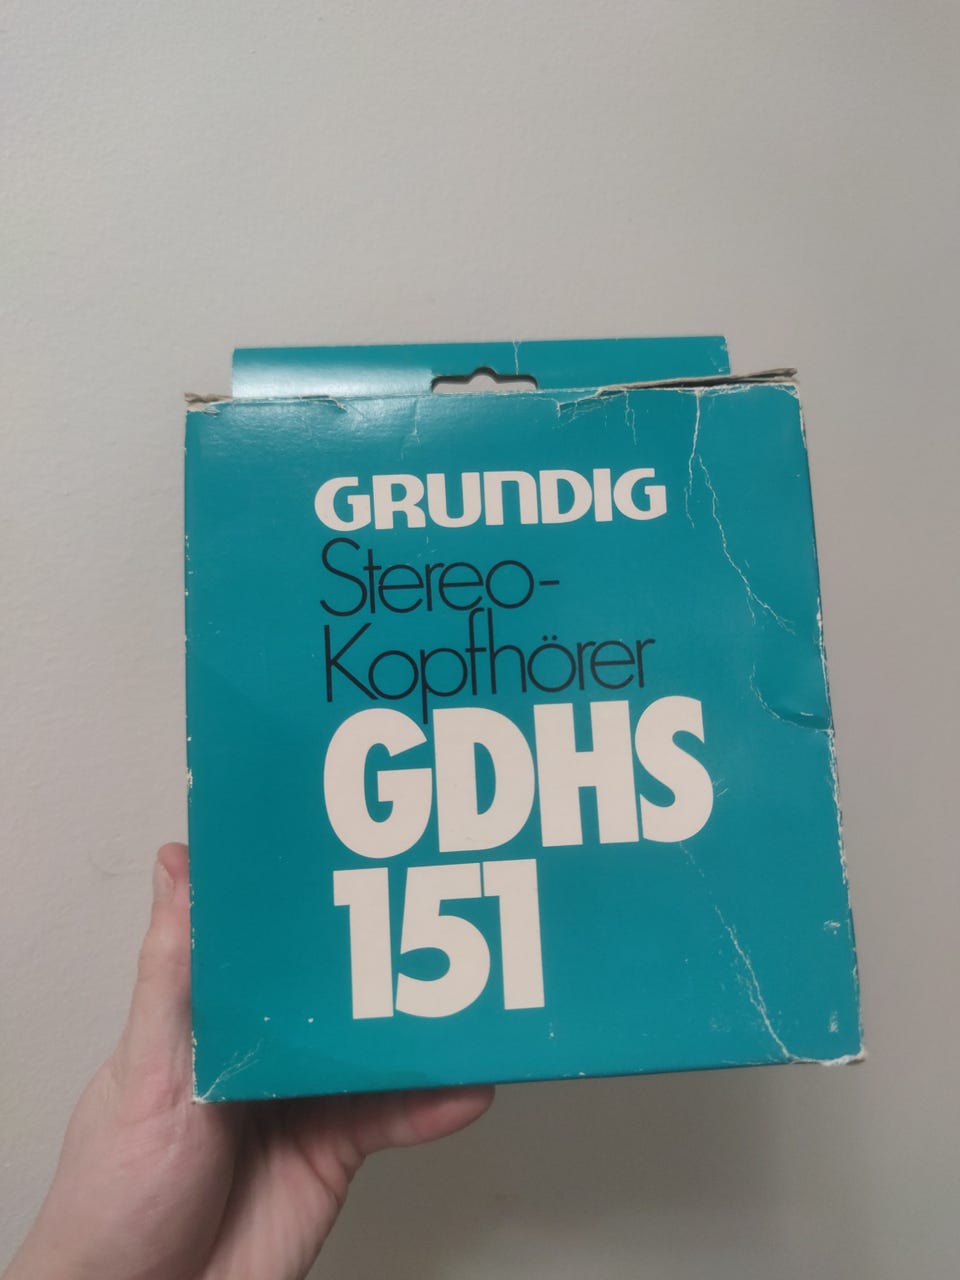 GRUNDIG
Stereo-
Kopfhörer
GDHS
151